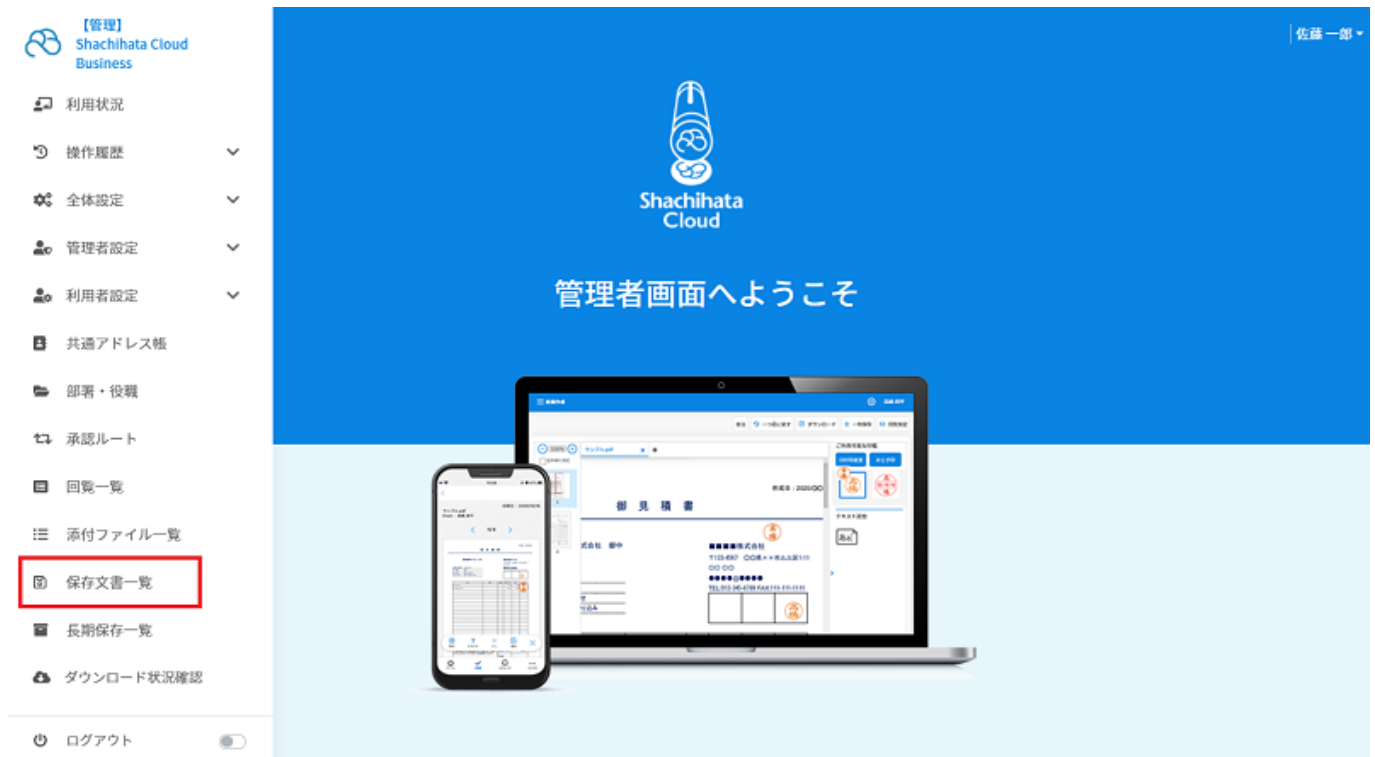 【管理】
Shachihata Cloud
Business
利用状況
操作履歴
全体設定
管理者設定
利用者設定
共通アドレス帳
部署・役職
承認ルート
回覧一覧
添付ファイル一覧
保存文書一覧
長期保存一覧
ダウンロード状況確認
ログアウト
佐藤 一郎
Shachihata
Cloud
管理者画面へようこそ
サンプル.pdf
御 見 積 書